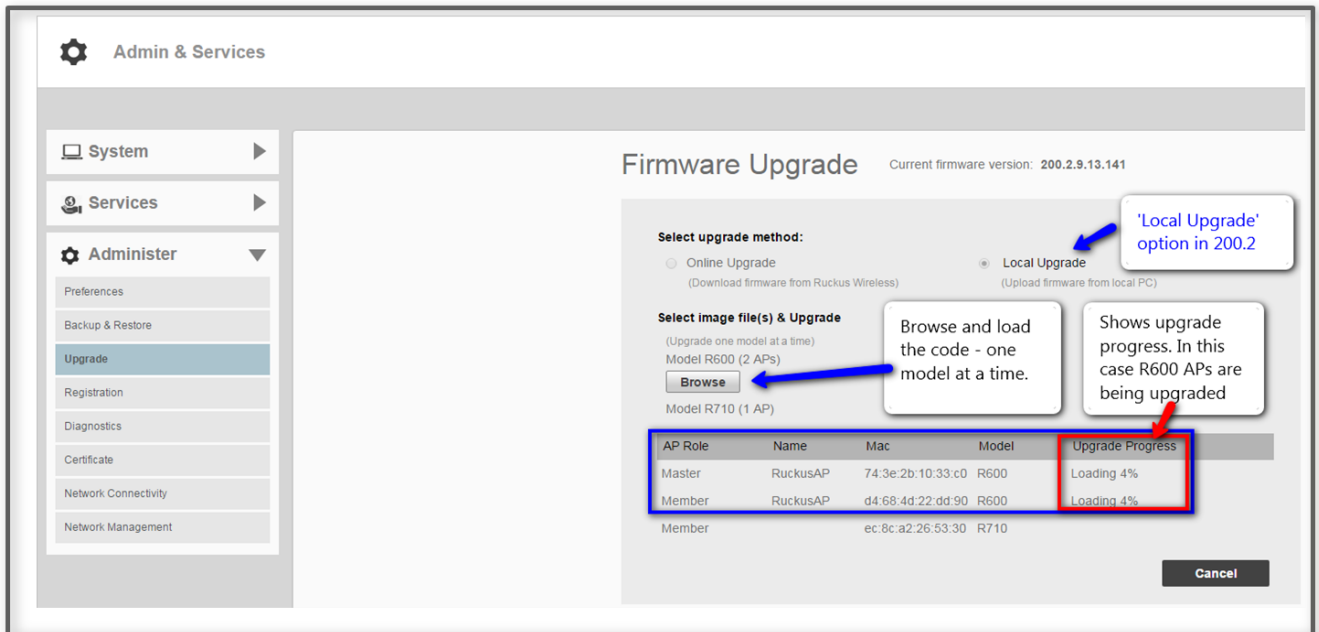 Admin & Services
System
Services
Administer
Preferences
Backup & Restore
Upgrade
Registration
Diagnostics
Certificate
Network Connectivity
Network Management
Firmware Upgrade Current firmware version: 200.2.9.13.141
'Local Upgrade'
option in 200.2
Select upgrade method:
Online Upgrade Local Upgrade
(Download firmware from Ruckus Wireless) (Upload firmware from local PC)
Select image file(s) & Upgrade
(Upgrade one model at a time)
Model R600 (2 APs)
Browse
Model R710 (1 AP)
Browse and load
the code - one
model at a time.
Shows upgrade
progress. In this
case R600 APs are
being upgraded
AP Role Name Mac Model Upgrade Progress
Master RuckusAP 74:3e:2b:10:33:c0 R600 Loading 4%
Member RuckusAP d4:68:4d:22:dd:90 R600 Loading 4%
Member ec:8c:a2:26:53:30 R710
Cancel